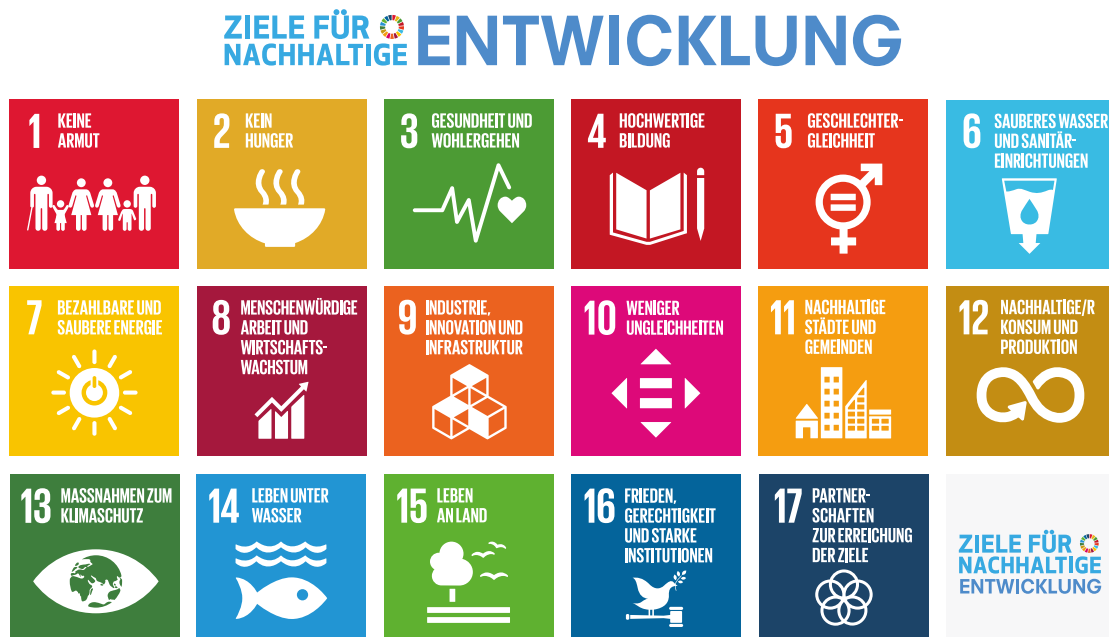 ZIELE FÜR
NACHHALTIGE
ENTWICKLUNG
1 KEINE
ARMUT
2 KEIN
HUNGER
3 GESUNDHEIT UND
WOHLERGEHEN
4 HOCHWERTIGE
BILDUNG
5 GESCHLECHTER-
GLEICHHEIT
6 SAUBERES WASSER
UND SANITÄR-
EINRICHTUNGEN
7 BEZAHLBARE UND
SAUBERE ENERGIE
8 MENSCHENWÜRDIGE
ARBEIT UND
WIRTSCHAFTS-
WACHSTUM
9 INDUSTRIE,
INNOVATION UND
INFRASTRUKTUR
10 WENIGER
UNGLEICHHEITEN
11 NACHHALTIGE
STÄDTE UND
GEMEINDEN
12 NACHHALTIGE/R
KONSUM UND
PRODUKTION
13 MASSNAHMEN ZUM
KLIMASCHUTZ
14 LEBEN UNTER
WASSER
15 LEBEN
AN LAND
16 FRIEDEN,
GERECHTIGKEIT
UND STARKE
INSTITUTIONEN
17 PARTNER-
SCHAFTEN
ZUR ERREICHUNG
DER ZIELE
ZIELE FÜR
NACHHALTIGE
ENTWICKLUNG